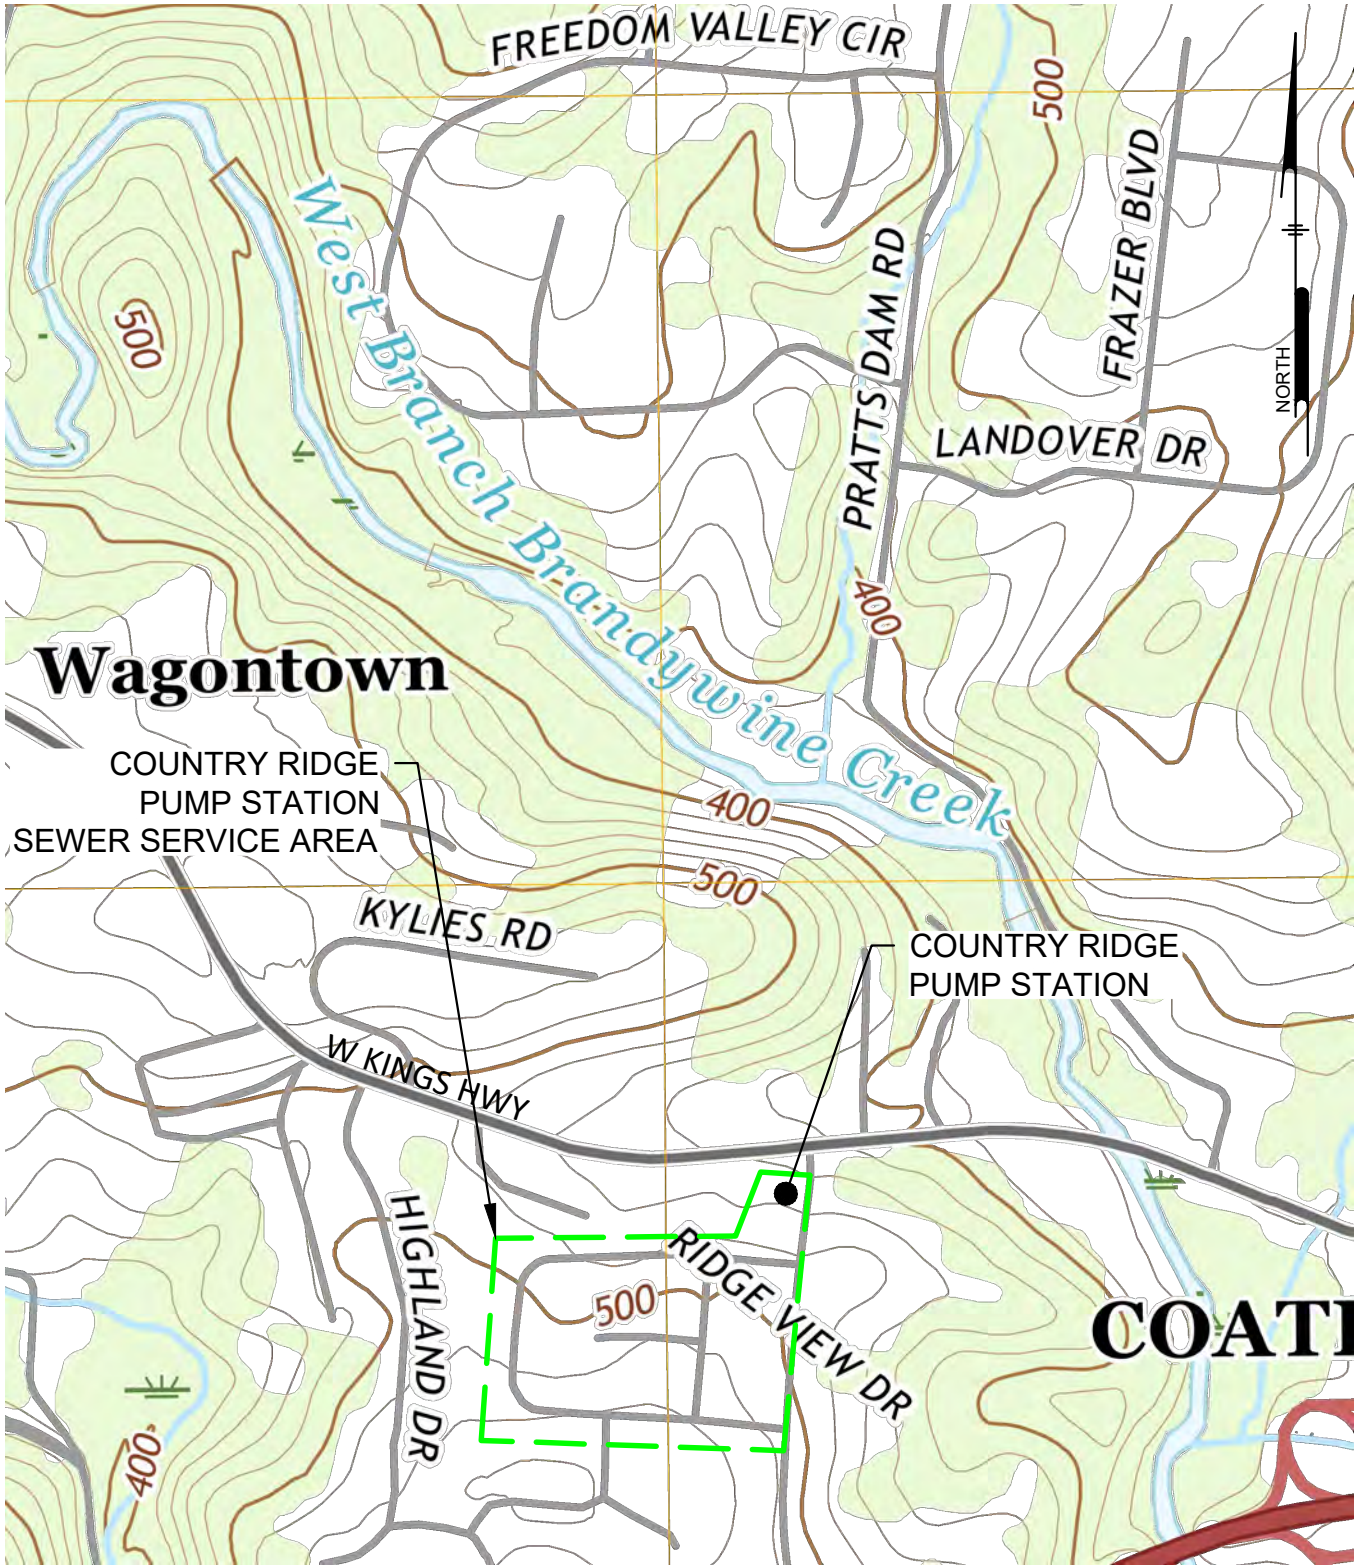 FREEDOM VALLEY CIR
500
FRAZER BLVD
West Branch Brandywine Creek
PRATTS DAM RD
500
NORTH
LANDOVER DR
400
Wagontown
COUNTRY RIDGE
PUMP STATION
SEWER SERVICE AREA
400
500
KYLIES RD
COUNTRY RIDGE
PUMP STATION
W KINGS HWY
HIGHLAND DR
RIDGE VIEW DR
500
COATE
400